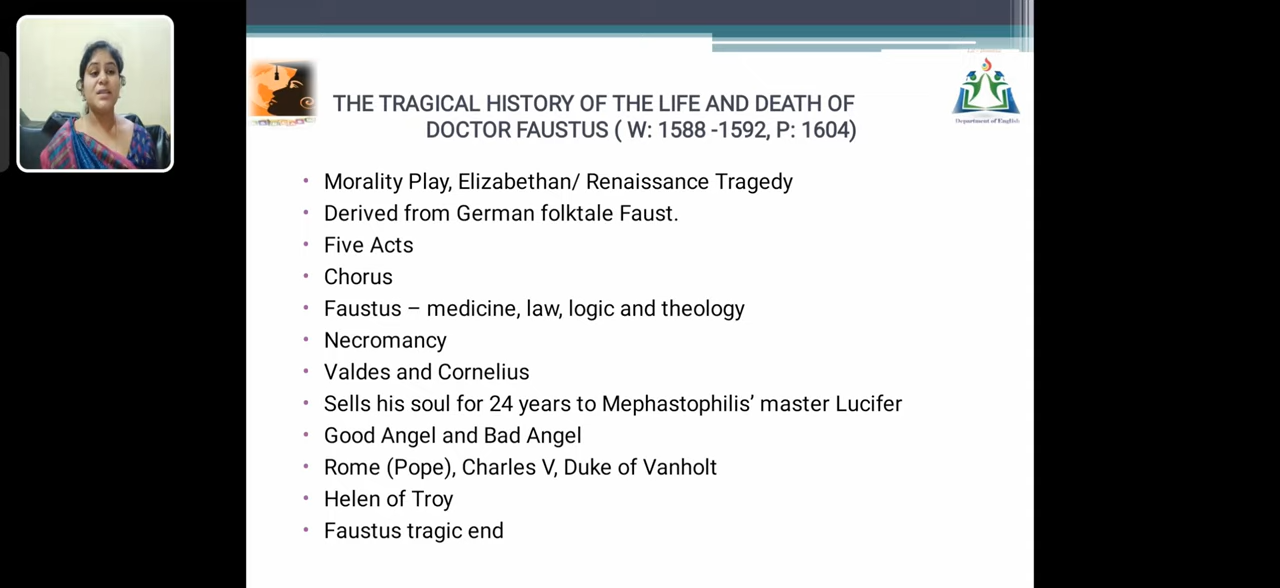 THE TRAGICAL HISTORY OF THE LIFE AND DEATH OF
DOCTOR FAUSTUS ( W: 1588 -1592, P: 1604)
Department of English
• Morality Play, Elizabethan/ Renaissance Tragedy
• Derived from German folktale Faust.
• Five Acts
• Chorus
• Faustus – medicine, law, logic and theology
• Necromancy
• Valdes and Cornelius
• Sells his soul for 24 years to Mephastophilis’ master Lucifer
• Good Angel and Bad Angel
• Rome (Pope), Charles V, Duke of Vanholt
• Helen of Troy
• Faustus tragic end